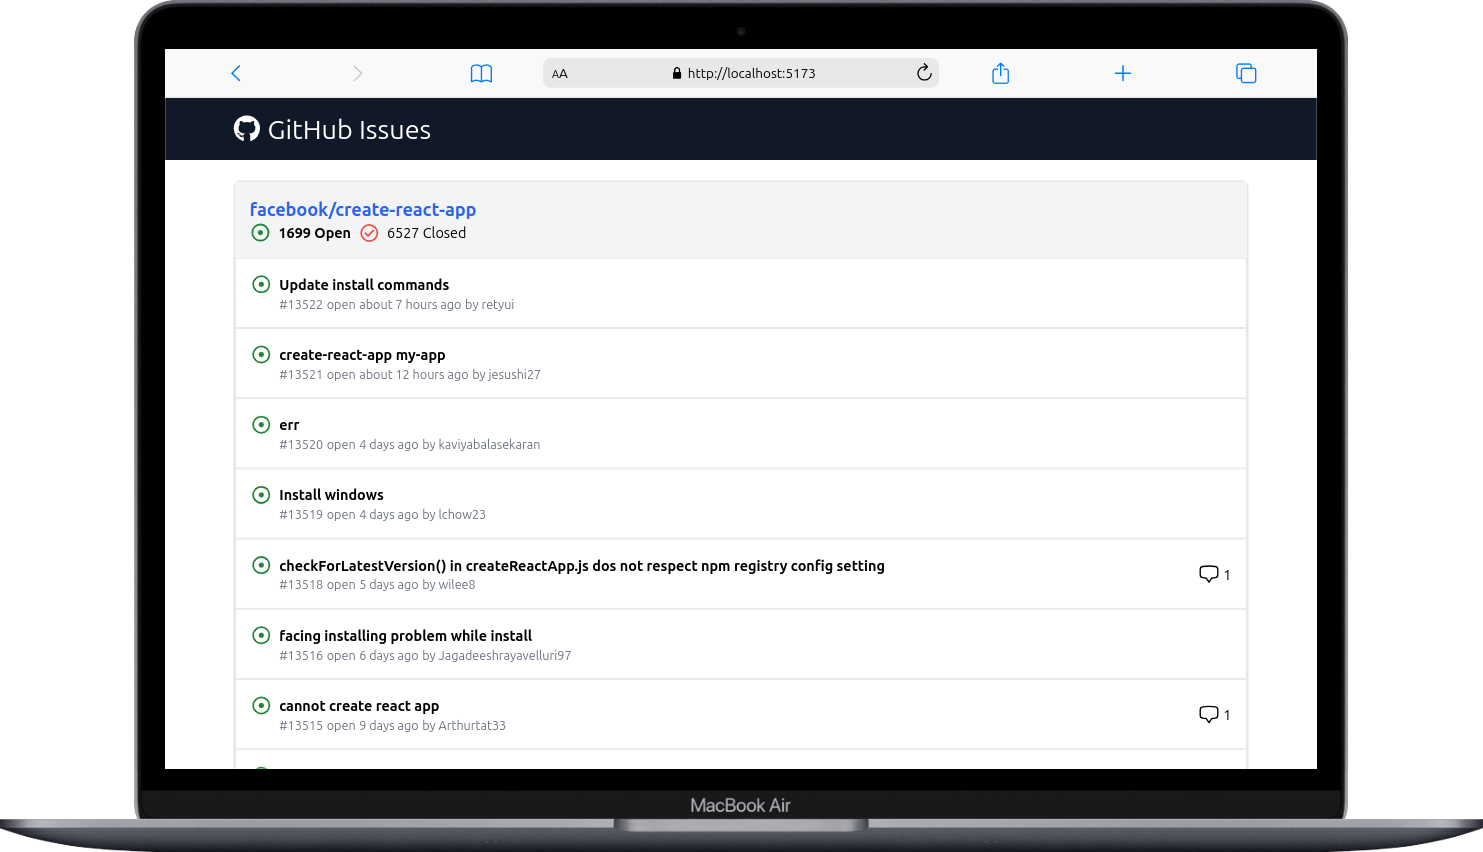 AA http://localhost:5173
GitHub Issues
facebook/create-react-app
1699 Open 6527 Closed
Update install commands
#13522 open about 7 hours ago by retyui
create-react-app my-app
#13521 open about 12 hours ago by jesushi27
err
#13520 open 4 days ago by kaviyabalasekaran
Install windows
#13519 open 4 days ago by lchow23
checkForLatestVersion() in createReactApp.js dos not respect npm registry config setting
#13518 open 5 days ago by wilee8
1
facing installing problem while install
#13516 open 6 days ago by Jagadeeshrayavelluri97
cannot create react app
#13515 open 9 days ago by Arthurtat33
1
MacBook Air